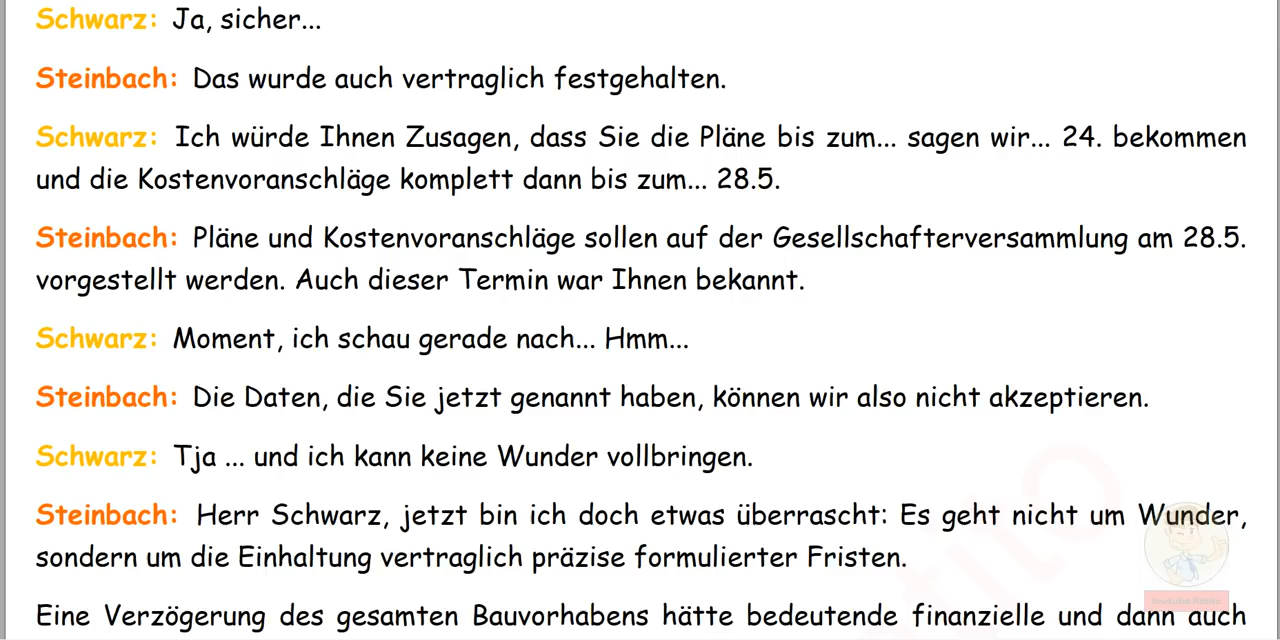 Schwarz: Ja, sicher...
Steinbach: Das wurde auch vertraglich festgehalten.
Schwarz: Ich würde Ihnen Zusagen, dass Sie die Pläne bis zum... sagen wir... 24. bekommen
und die Kostenvoranschläge komplett dann bis zum... 28.5.
Steinbach: Pläne und Kostenvoranschläge sollen auf der Gesellschafterversammlung am 28.5.
vorgestellt werden. Auch dieser Termin war Ihnen bekannt.
Schwarz: Moment, ich schau gerade nach... Hmm...
Steinbach: Die Daten, die Sie jetzt genannt haben, können wir also nicht akzeptieren.
Schwarz: Tja ... und ich kann keine Wunder vollbringen.
Steinbach: Herr Schwarz, jetzt bin ich doch etwas überrascht: Es geht nicht um Wunder,
sondern um die Einhaltung vertraglich präzise formulierter Fristen.
Eine Verzögerung des gesamten Bauvorhabens hätte bedeutende finanzielle und dann auch